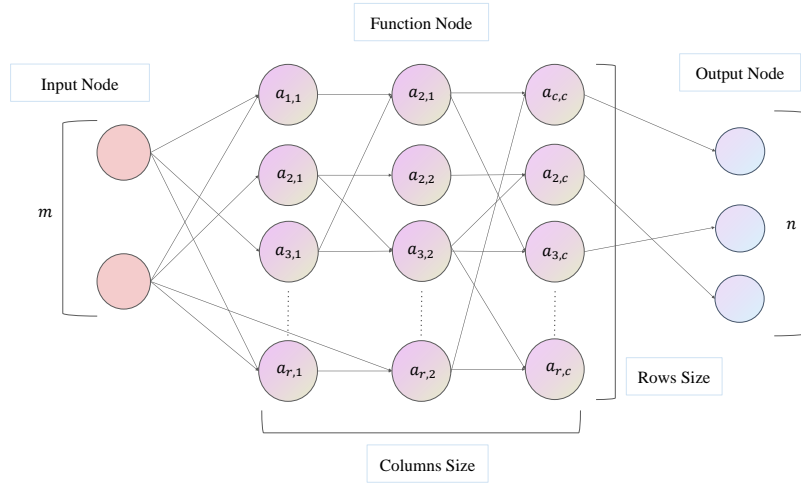 Function Node
Input Node
Output Node
a1,1
a2,1
ac,c
a2,1
a2,2
a2,c
m
n
a3,1
a3,2
a3,c
ar,1
ar,2
ar,c
Rows Size
Columns Size